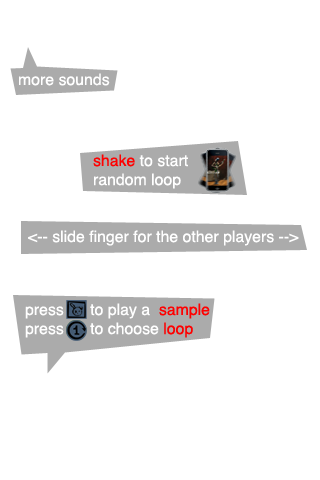 more sounds
shake to start
random loop
<-- slide finger for the other players -->
press to play a sample
press 1 to choose loop